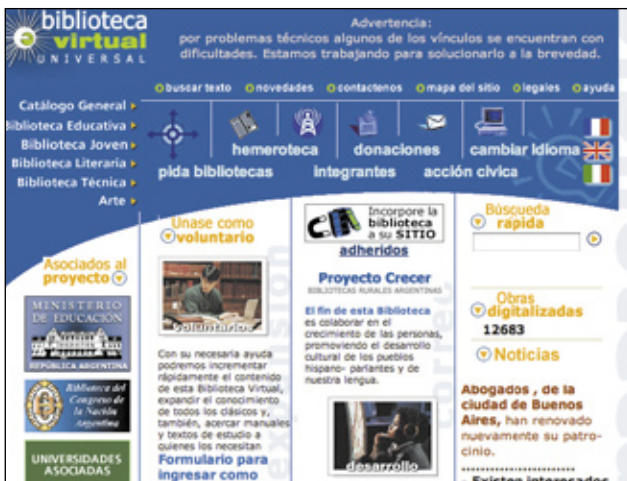 biblioteca
virtual
UNIVERSAL
Advertencia:
por problemas técnicos algunos de los vínculos se encuentran con
dificultades. Estamos trabajando para solucionarlo a la brevedad.
buscar texto novedades contactenos mapa del sitio legales ayuda
Catálogo General
Biblioteca Educativa
Biblioteca Joven
Biblioteca Literaria
Biblioteca Técnica
Arte
hemeroteca donaciones cambiar idioma
pida bibliotecas integrantes acción cívica
Asociados al
proyecto
MINISTERIO
DE EDUCACIÓN
REPÚBLICA ARGENTINA
Biblioteca del
Congreso de
la Nación
Argentina
UNIVERSIDADES
ASOCIADAS
Unase como
voluntario
voluntarios
Con su necesaria ayuda
podremos incrementar
rápidamente el contenido
de esta Biblioteca Virtual,
expandir el conocimiento
de todos los clásicos y,
también, acercar manuales
y textos de estudio a
quienes los necesitan
Formulario para
ingresar como
Incorpore la
biblioteca
a su SITIO
adheridos
Proyecto Crecer
BIBLIOTECAS RURALES ARGENTINAS
El fin de esta Biblioteca
es colaborar en el
crecimiento de las personas,
promoviendo el desarrollo
cultural de los pueblos
hispano- parlantes y de
nuestra lengua.
desarrollo
Búsqueda
rápida
Obras
digitalizadas
12683
Noticias
Abogados , de la
ciudad de Buenos
Aires, han renovado
nuevamente su patro-
cinio.
Existen interesados